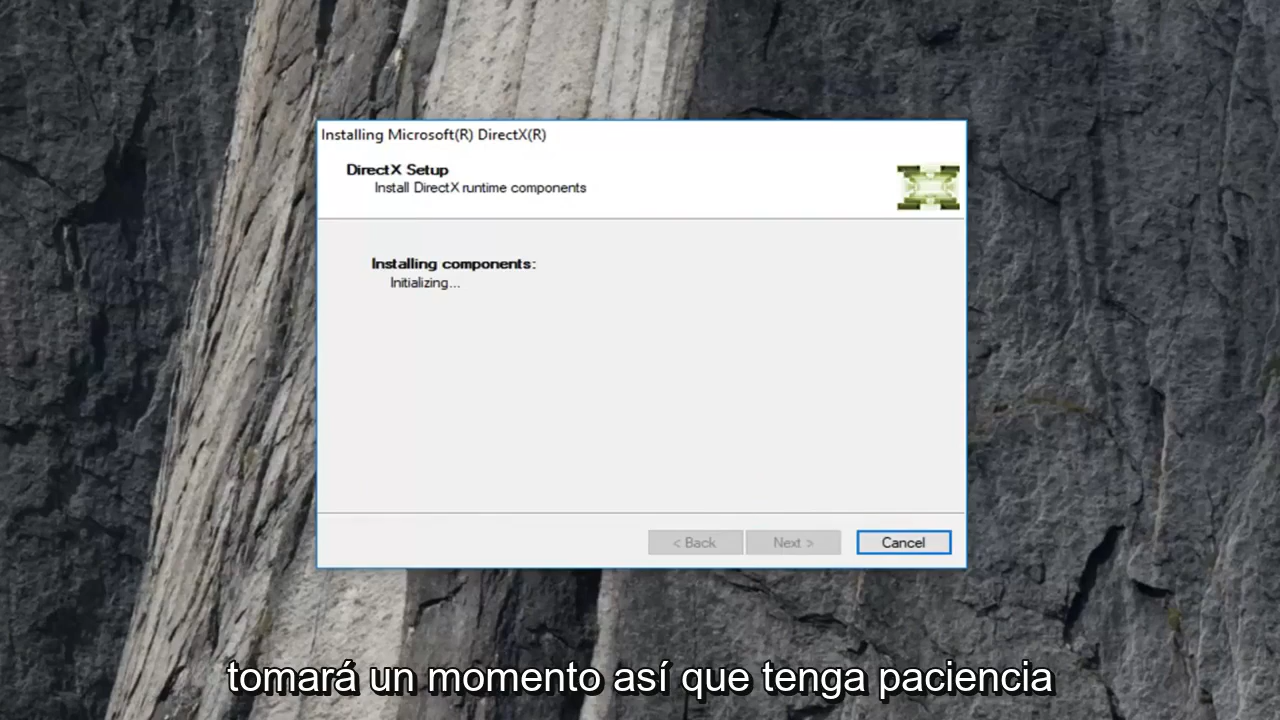 Installing Microsoft(R) DirectX(R)
DirectX Setup
Install DirectX runtime components
Installing components:
Initializing...
< Back
Next >
Cancel
tomará un momento así que tenga paciencia